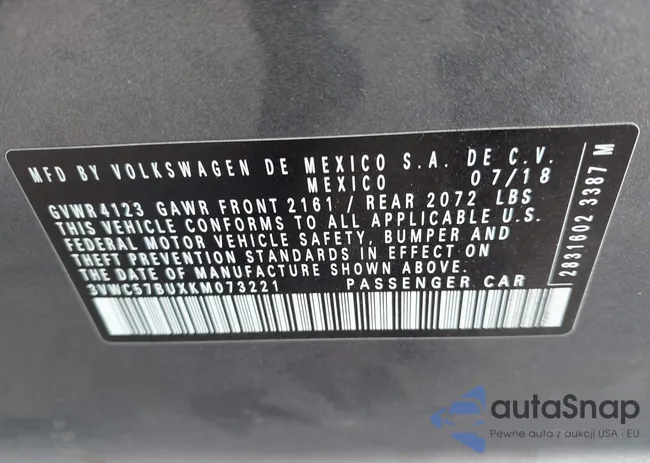 MFD BY VOLKSWAGEN DE MEXICO S.A. DE C.V.
MEXICO 07/18
GVWR4123 GAWR FRONT 2161 / REAR 2072 LBS
THIS VEHICLE CONFORMS TO ALL APPLICABLE U.S.
FEDERAL MOTOR VEHICLE SAFETY, BUMPER AND
THEFT PREVENTION STANDARDS IN EFFECT ON
THE DATE OF MANUFACTURE SHOWN ABOVE.
3VWC57BUXKM073221 PASSENGER CAR
2831602 3387 M
autaSnap
Pewne auta z aukcji USA i EU